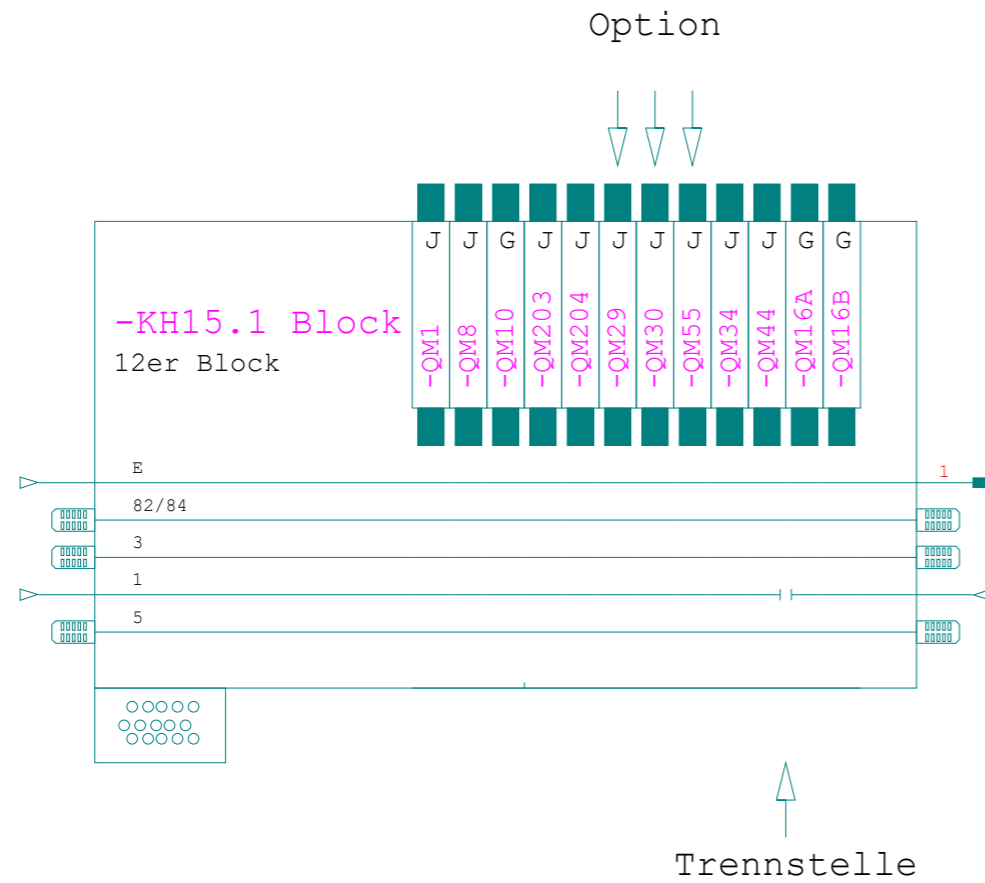 Option
J J G J J J J J J J G G
-QM1 -QM8 -QM10 -QM203 -QM204 -QM29 -QM30 -QM55 -QM34 -QM44 -QM16A -QM16B
-KH15.1 Block
12er Block
E 1
82/84
3
1
5
Trennstelle